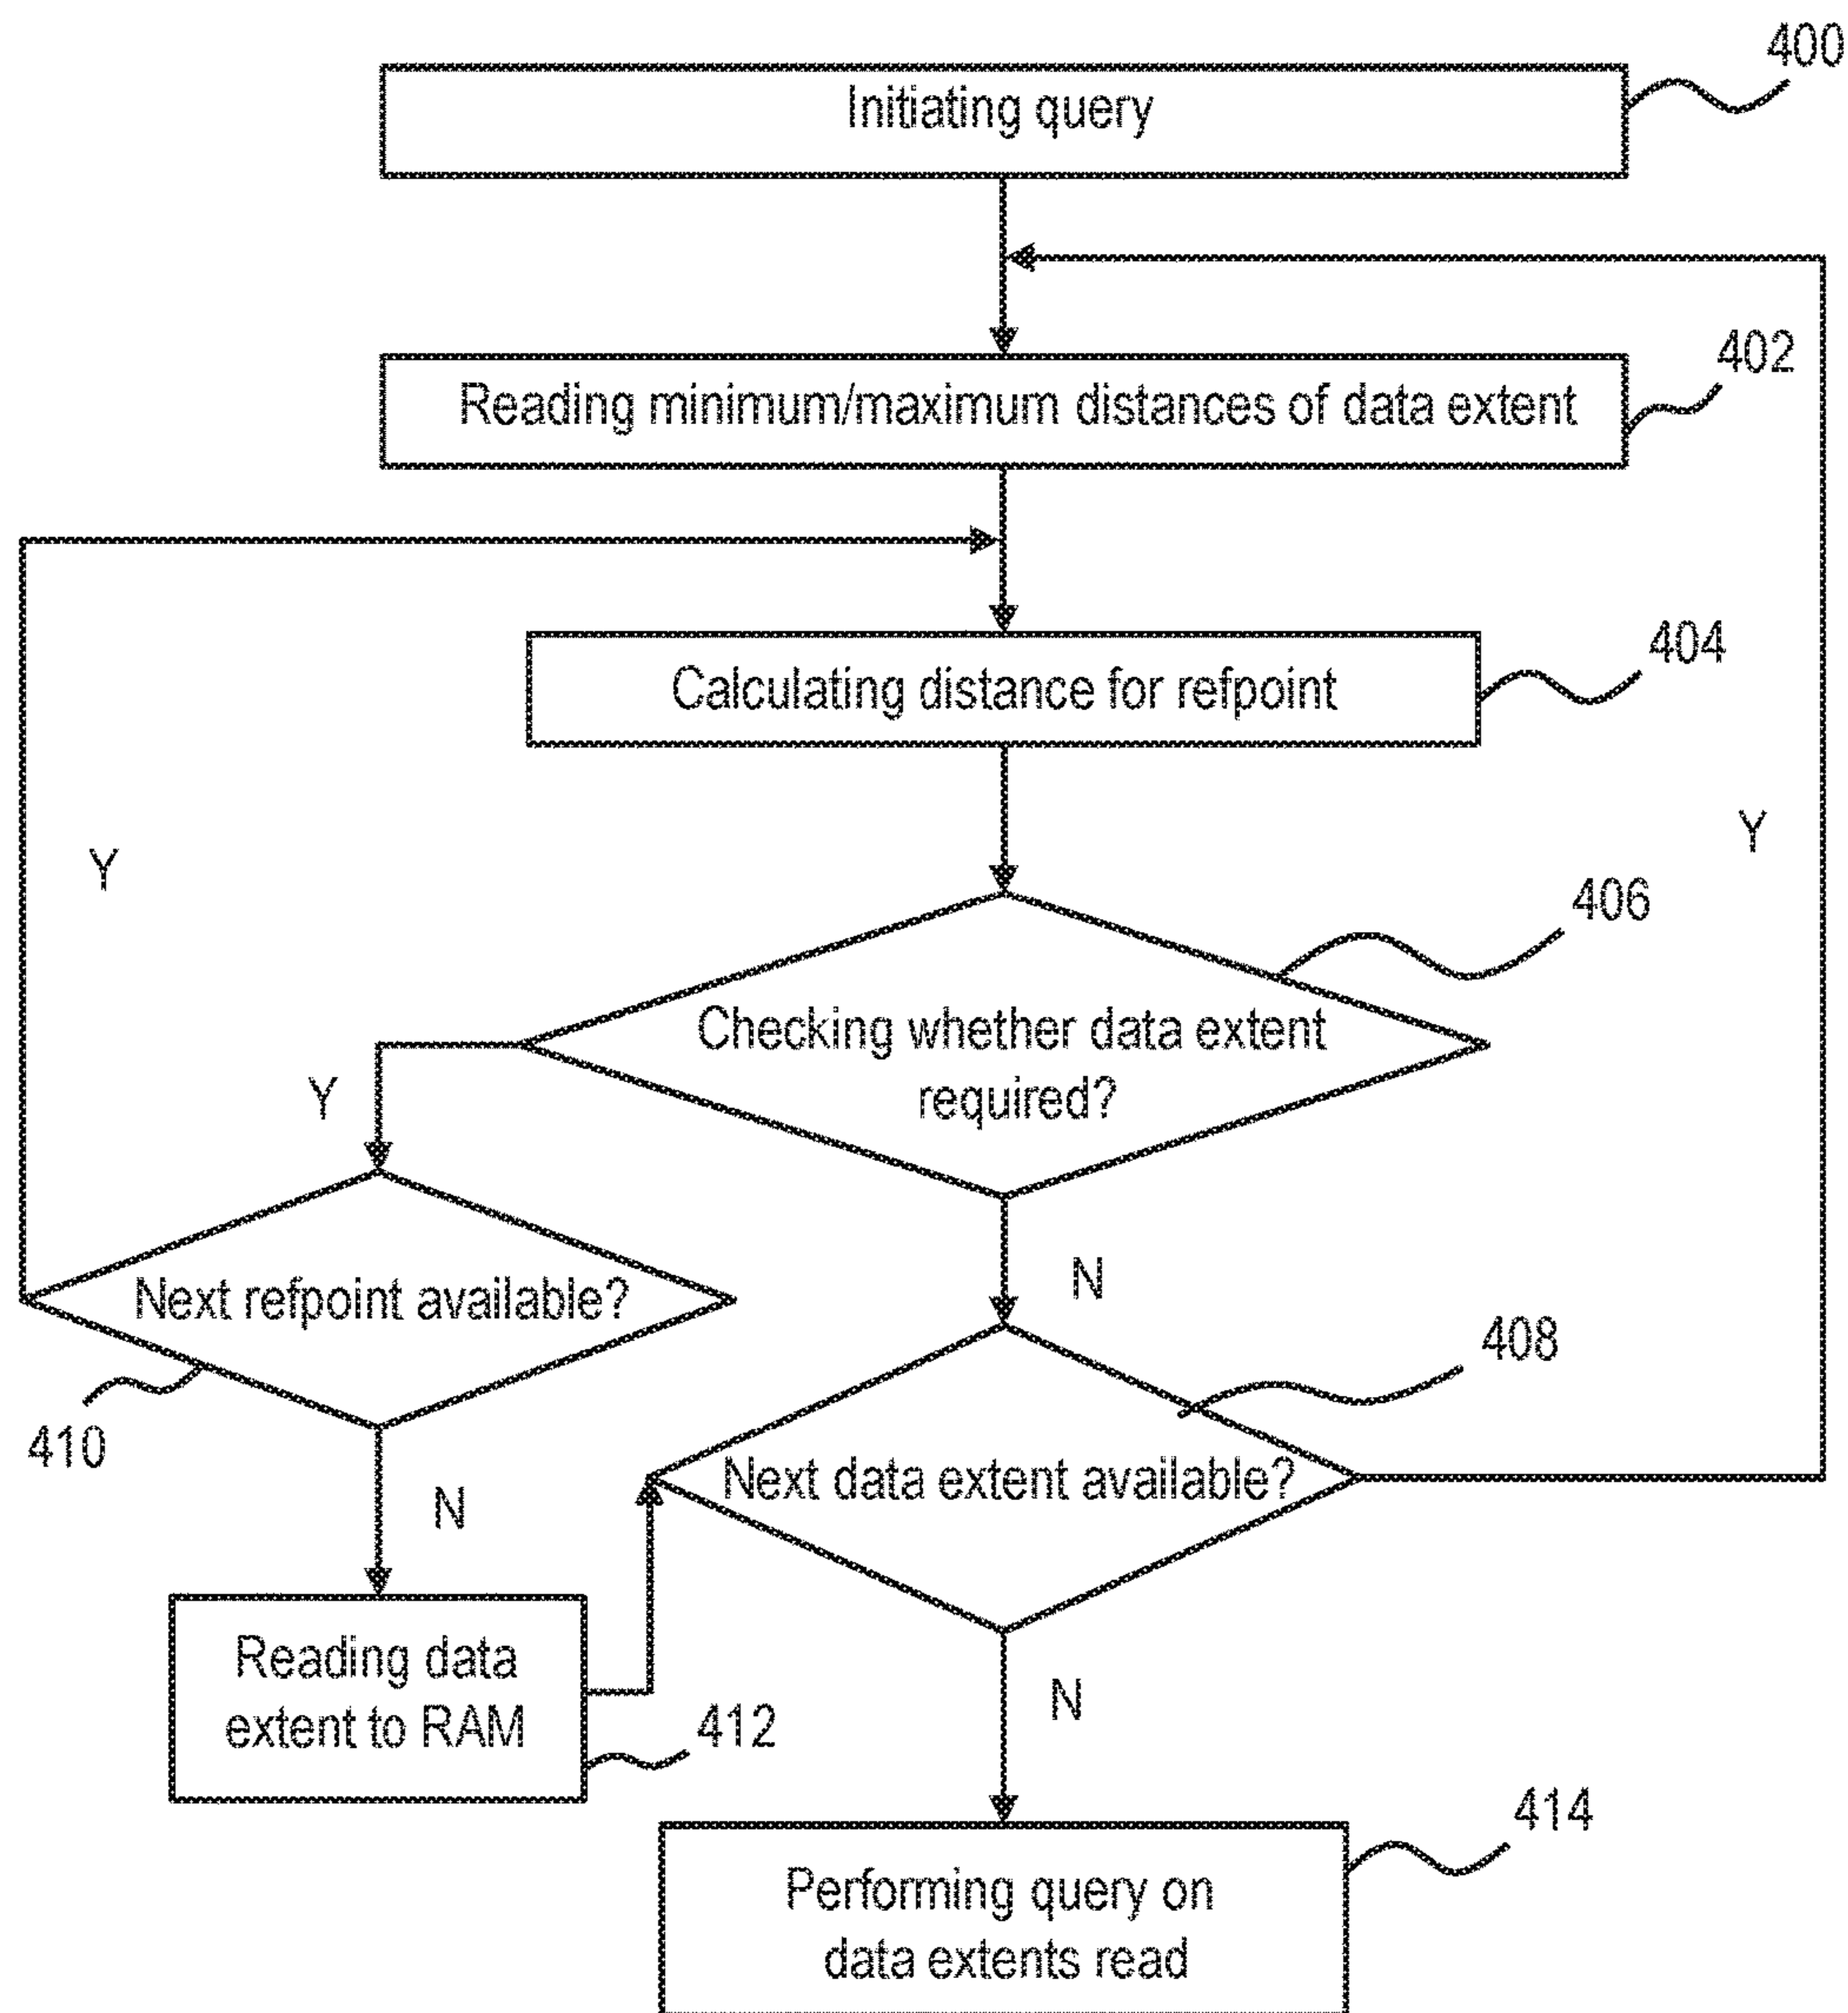 400
Initiating query
402
Reading minimum/maximum distances of data extent
404
Calculating distance for refpoint
Y
Y
406
Checking whether data extent
required?
Y
N
Next refpoint available?
408
410
Next data extent available?
N
Reading data
extent to RAM
412
N
414
Performing query on
data extents read